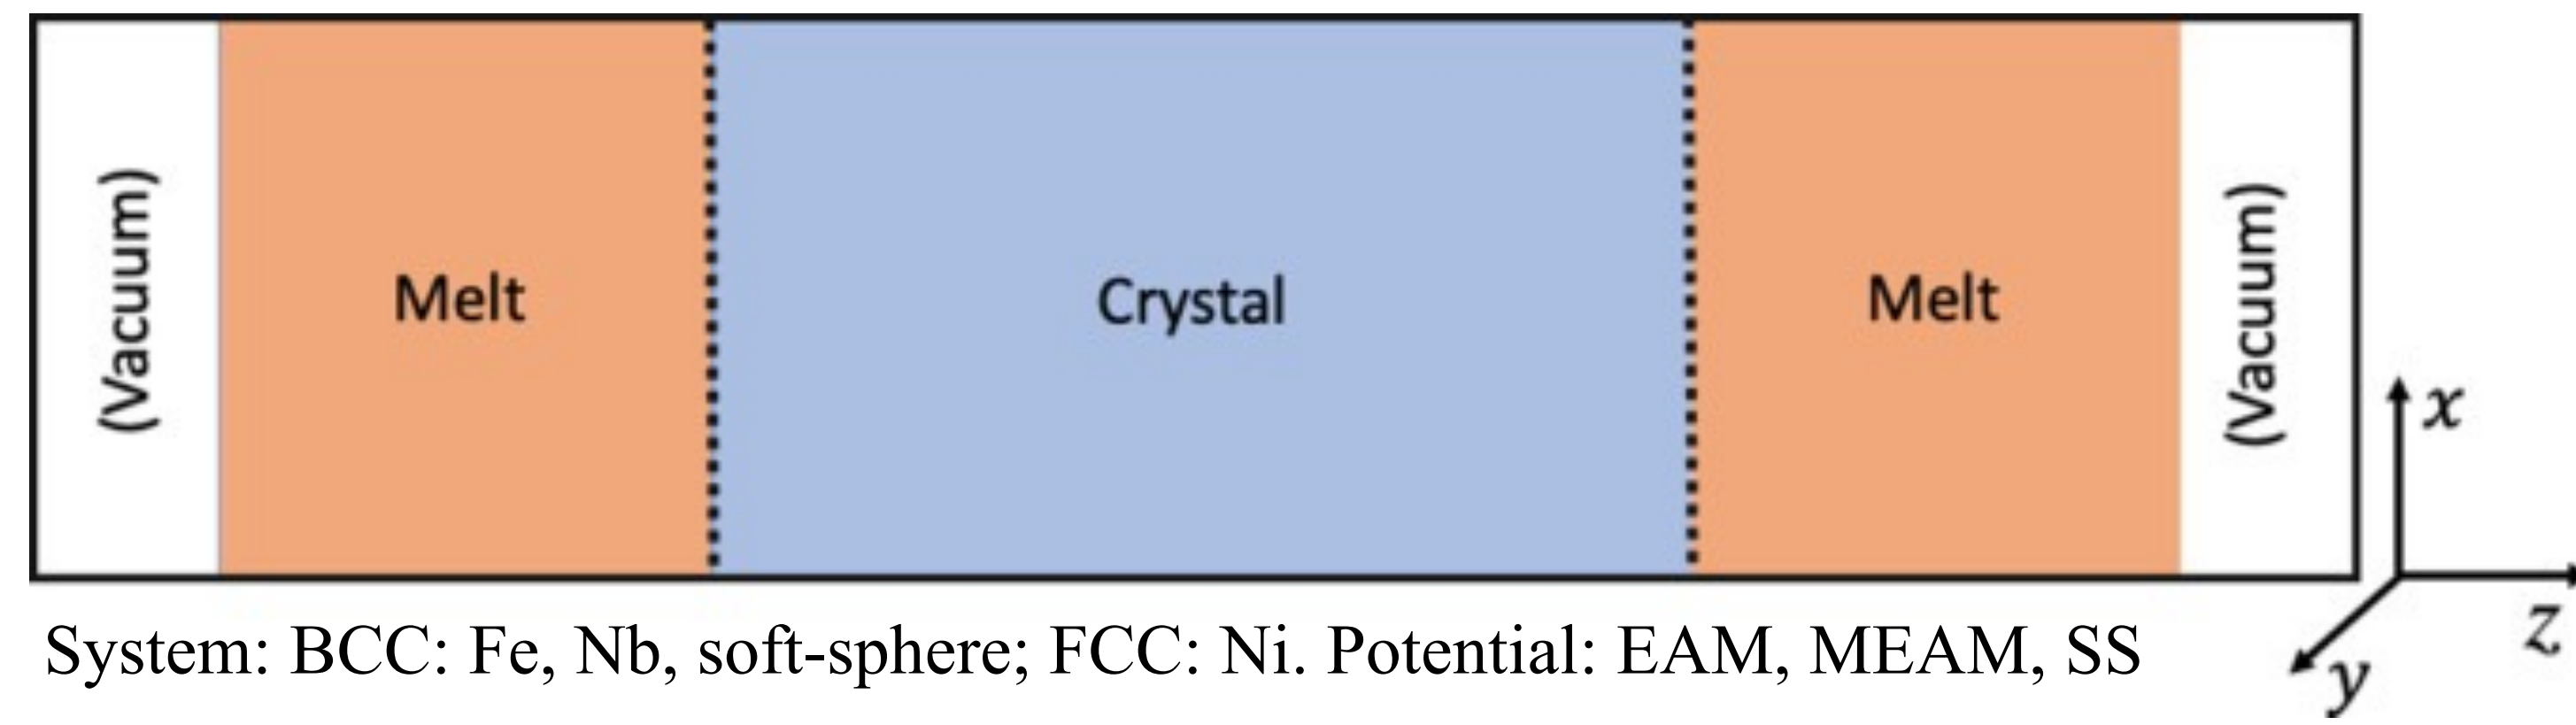 (Vacuum)
Melt
Crystal
Melt
(Vacuum)
x
z
y
System: BCC: Fe, Nb, soft-sphere; FCC: Ni. Potential: EAM, MEAM, SS